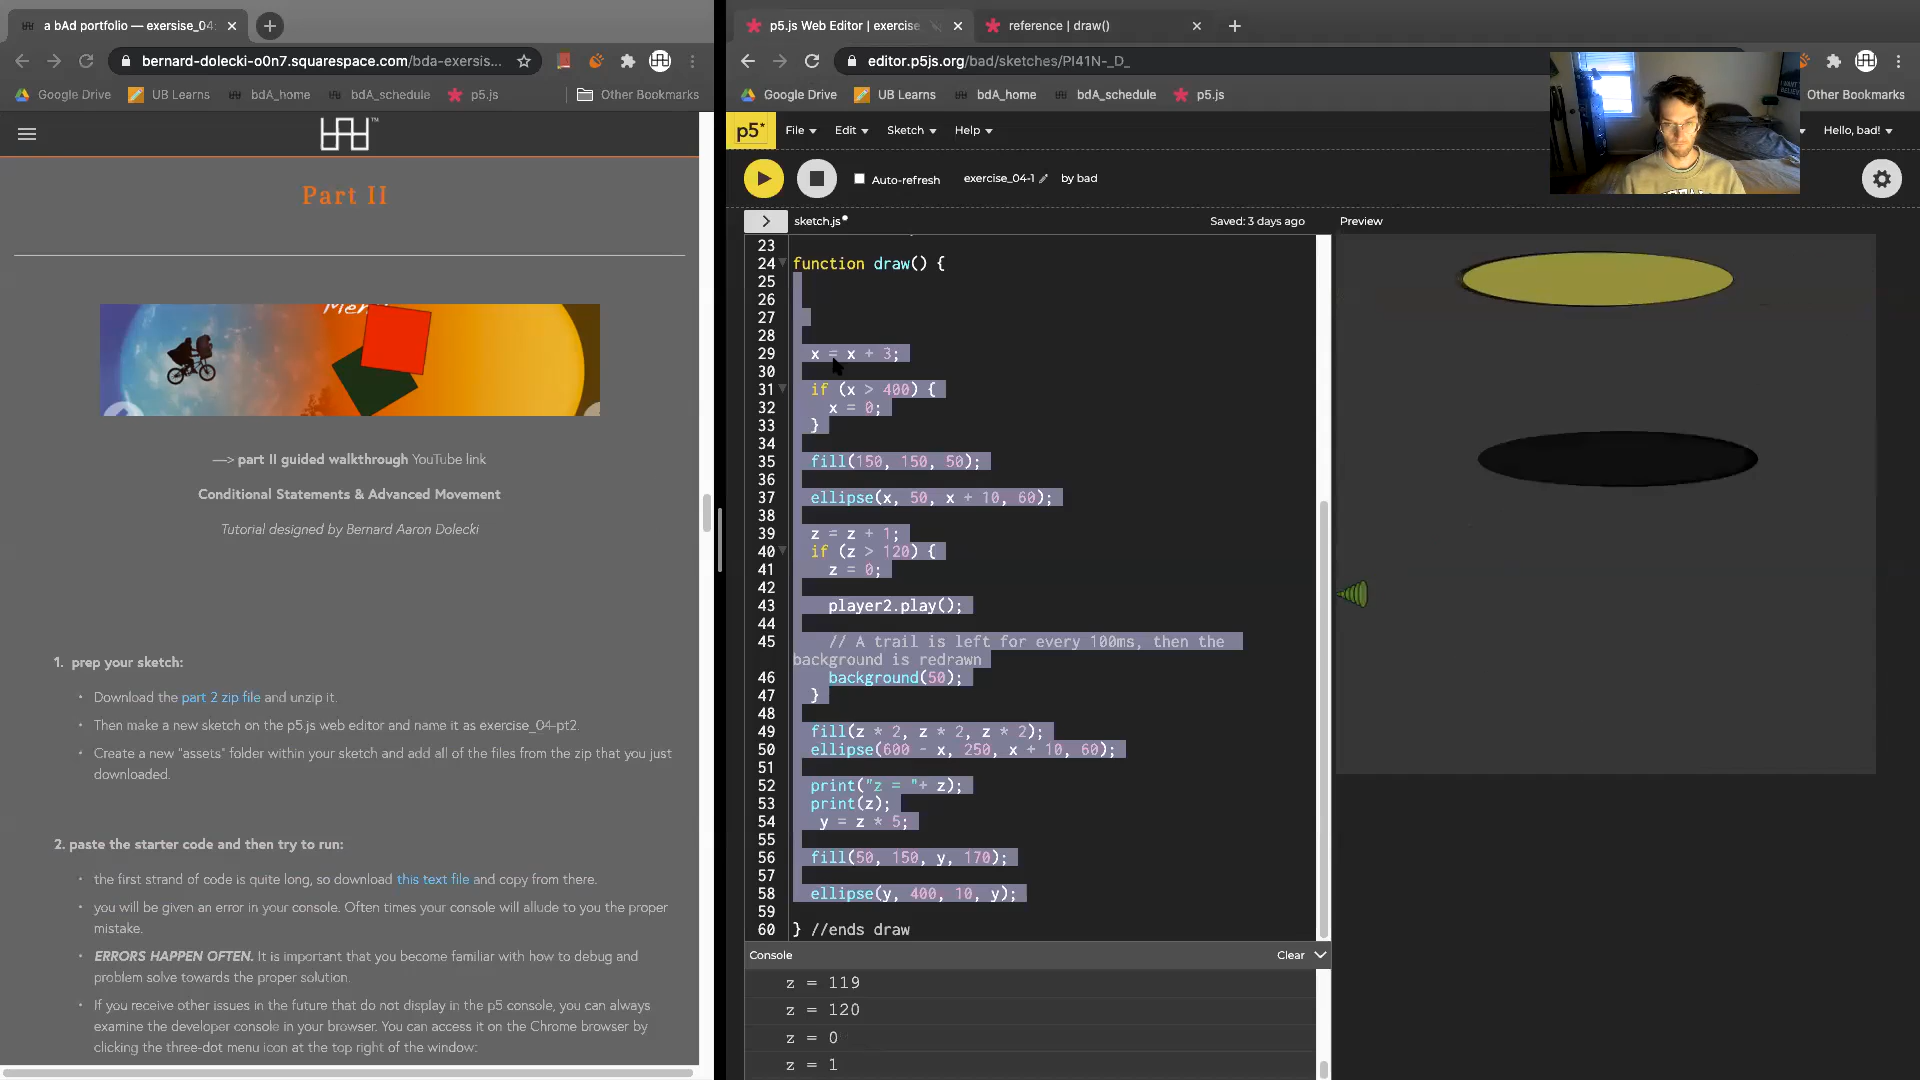 a bAd portfolio — exersise_04:
bernard-dolecki-o0n7.squarespace.com/bda-exersis...
Google Drive
UB Learns
bdA_home
bdA_schedule
p5.js
Other Bookmarks
Part II
—> part II guided walkthrough YouTube link
Conditional Statements & Advanced Movement
Tutorial designed by Bernard Aaron Dolecki
1. prep your sketch:
Download the part 2 zip file and unzip it.
Then make a new sketch on the p5.js web editor and name it as exercise_04-pt2.
Create a new "assets" folder within your sketch and add all of the files from the zip that you just
downloaded.
2. paste the starter code and then try to run:
the first strand of code is quite long, so download this text file and copy from there.
you will be given an error in your console. Often times your console will allude to you the proper
mistake.
ERRORS HAPPEN OFTEN. It is important that you become familiar with how to debug and
problem solve towards the proper solution.
If you receive other issues in the future that do not display in the p5 console, you can always
examine the developer console in your browser. You can access it on the Chrome browser by
clicking the three-dot menu icon at the top right of the window:
p5.js Web Editor | exercise
reference | draw()
editor.p5js.org/bad/sketches/PI41N-_D_
Google Drive
UB Learns
bdA_home
bdA_schedule
p5.js
Other Bookmarks
p5*
File
Edit
Sketch
Help
Hello, bad!
Auto-refresh
exercise_04-1
by bad
sketch.js
Saved: 3 days ago
Preview
23
24 function draw() {
25
26
27
28
29 x = x + 3;
30
31 if (x > 400) {
32 x = 0;
33 }
34
35 fill(150, 150, 50);
36
37 ellipse(x, 50, x + 10, 60);
38
39 z = z + 1;
40 if (z > 120) {
41 z = 0;
42
43 player2.play();
44
45 // A trail is left for every 100ms, then the
background is redrawn
46 background(50);
47 }
48
49 fill(z * 2, z * 2, z * 2);
50 ellipse(600 - x, 250, x + 10, 60);
51
52 print("z = "+ z);
53 print(z);
54 y = z * 5;
55
56 fill(50, 150, y, 170);
57
58 ellipse(y, 400, 10, y);
59
60 } //ends draw
Console
Clear
z = 119
z = 120
z = 0
z = 1